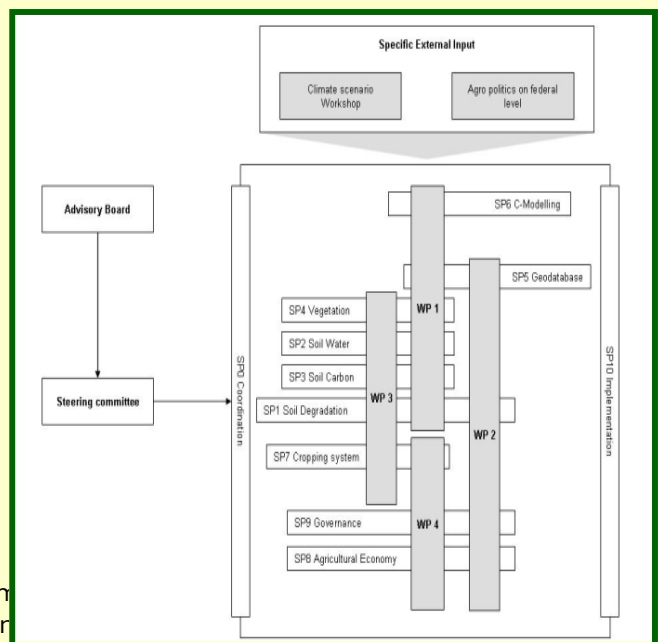 Specific External Input
Climate scenario
Workshop
Agro politics on federal
level
Advisory Board
Steering committee
SP0 Coordination
SP6 C-Modelling
SP5 Geodatabase
WP 1
SP4 Vegetation
SP2 Soil Water
SP3 Soil Carbon
WP 3
SP1 Soil Degradation
WP 2
SP7 Cropping system
SP9 Governance
WP 4
SP8 Agricultural Economy
SP10 Implementation